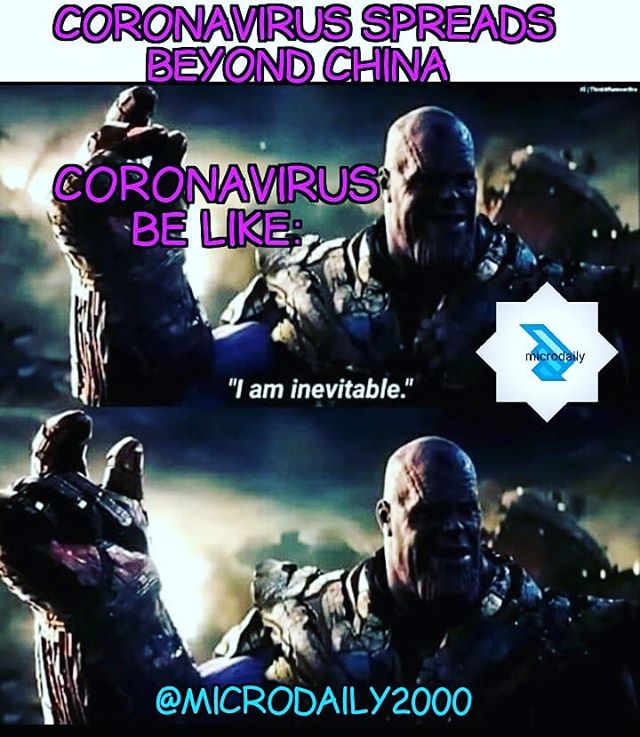 CORONAVIRUS SPREADS
BEYOND CHINA
CORONAVIRUS
BE LIKE:
microdaily
"I am inevitable."
@MICRODAILY2000